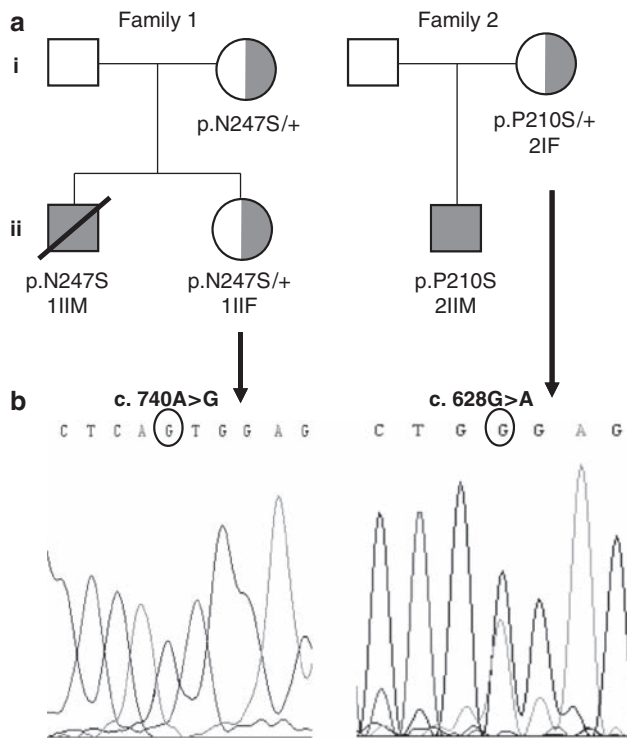 a
Family 1
Family 2
i
p.N247S/+
p.P210S/+
2IF
ii
p.N247S
1IIM
p.N247S/+
1IIF
p.P210S
2IIM
b
c. 740A>G
c. 628G>A
C T C A G T G G A G
C T G G G A G